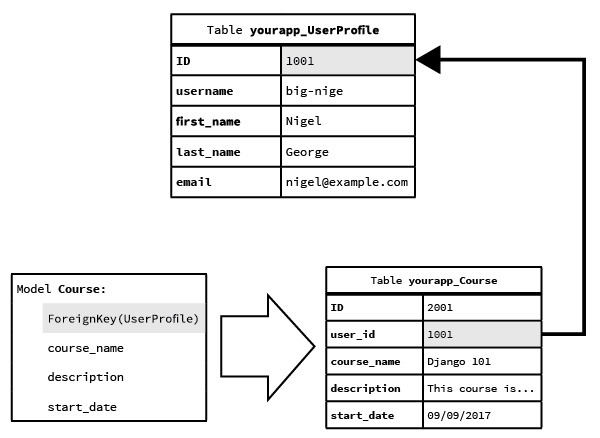 Table yourapp_UserProfile
ID 1001
username big-nige
first_name Nigel
last_name George
email nigel@example.com
Model Course:
ForeignKey(UserProfile)
course_name
description
start_date
Table yourapp_Course
ID 2001
user_id 1001
course_name Django 101
description This course is...
start_date 09/09/2017